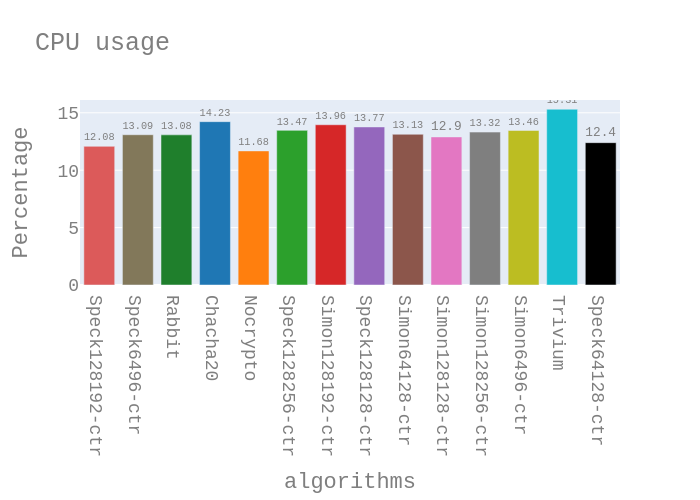 CPU usage
Percentage
15
10
5
0
12.08
13.09
13.08
14.23
11.68
13.47
13.96
13.77
13.13
12.9
13.32
13.46
12.4
Speck128192-ctr
Speck6496-ctr
Rabbit
Chacha20
Nocrypto
Speck128256-ctr
Simon128192-ctr
Speck128128-ctr
Simon64128-ctr
Simon128128-ctr
Simon128256-ctr
Simon6496-ctr
Trivium
Speck64128-ctr
algorithms